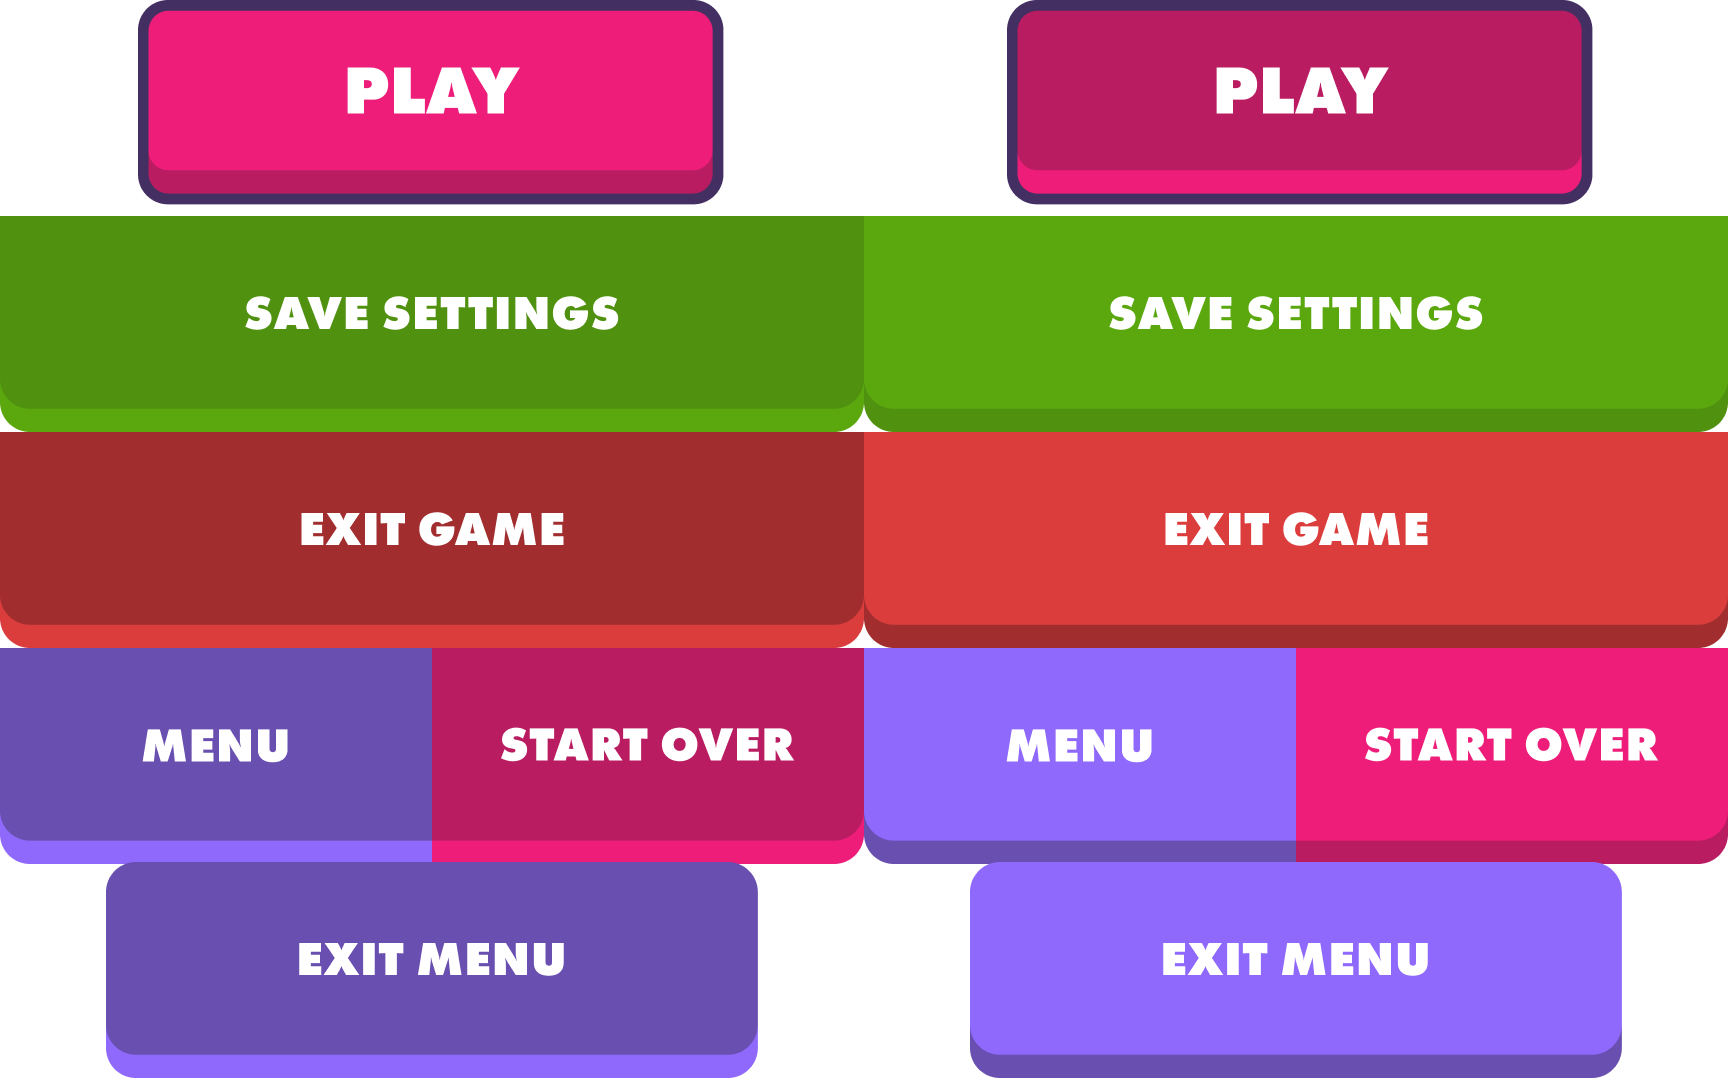 PLAY PLAY
SAVE SETTINGS SAVE SETTINGS
EXIT GAME EXIT GAME
MENU START OVER MENU START OVER
EXIT MENU EXIT MENU